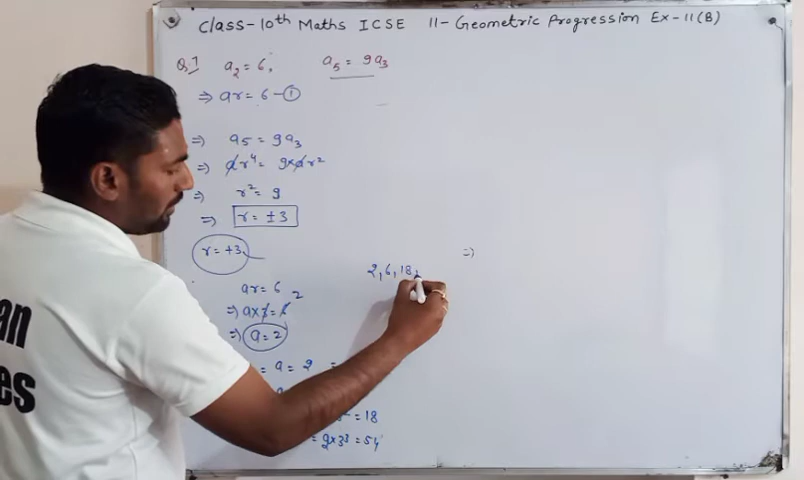 Class-10th Maths ICSE 11-Geometric Progression Ex-11(B)
Q.1 a₂ = 6, a₅ = 9a₃
⇒ ar = 6 -①
⇒ a5 = 9a3
⇒ ar⁴ = 9×ar²
⇒ r² = 9
⇒ r = ±3
r = +3
ar = 6
⇒ a×3 = 6 2
⇒ a = 2
2, 6, 18,
⇒
= a = 2
= 18
= 2×3³ = 54
an
es